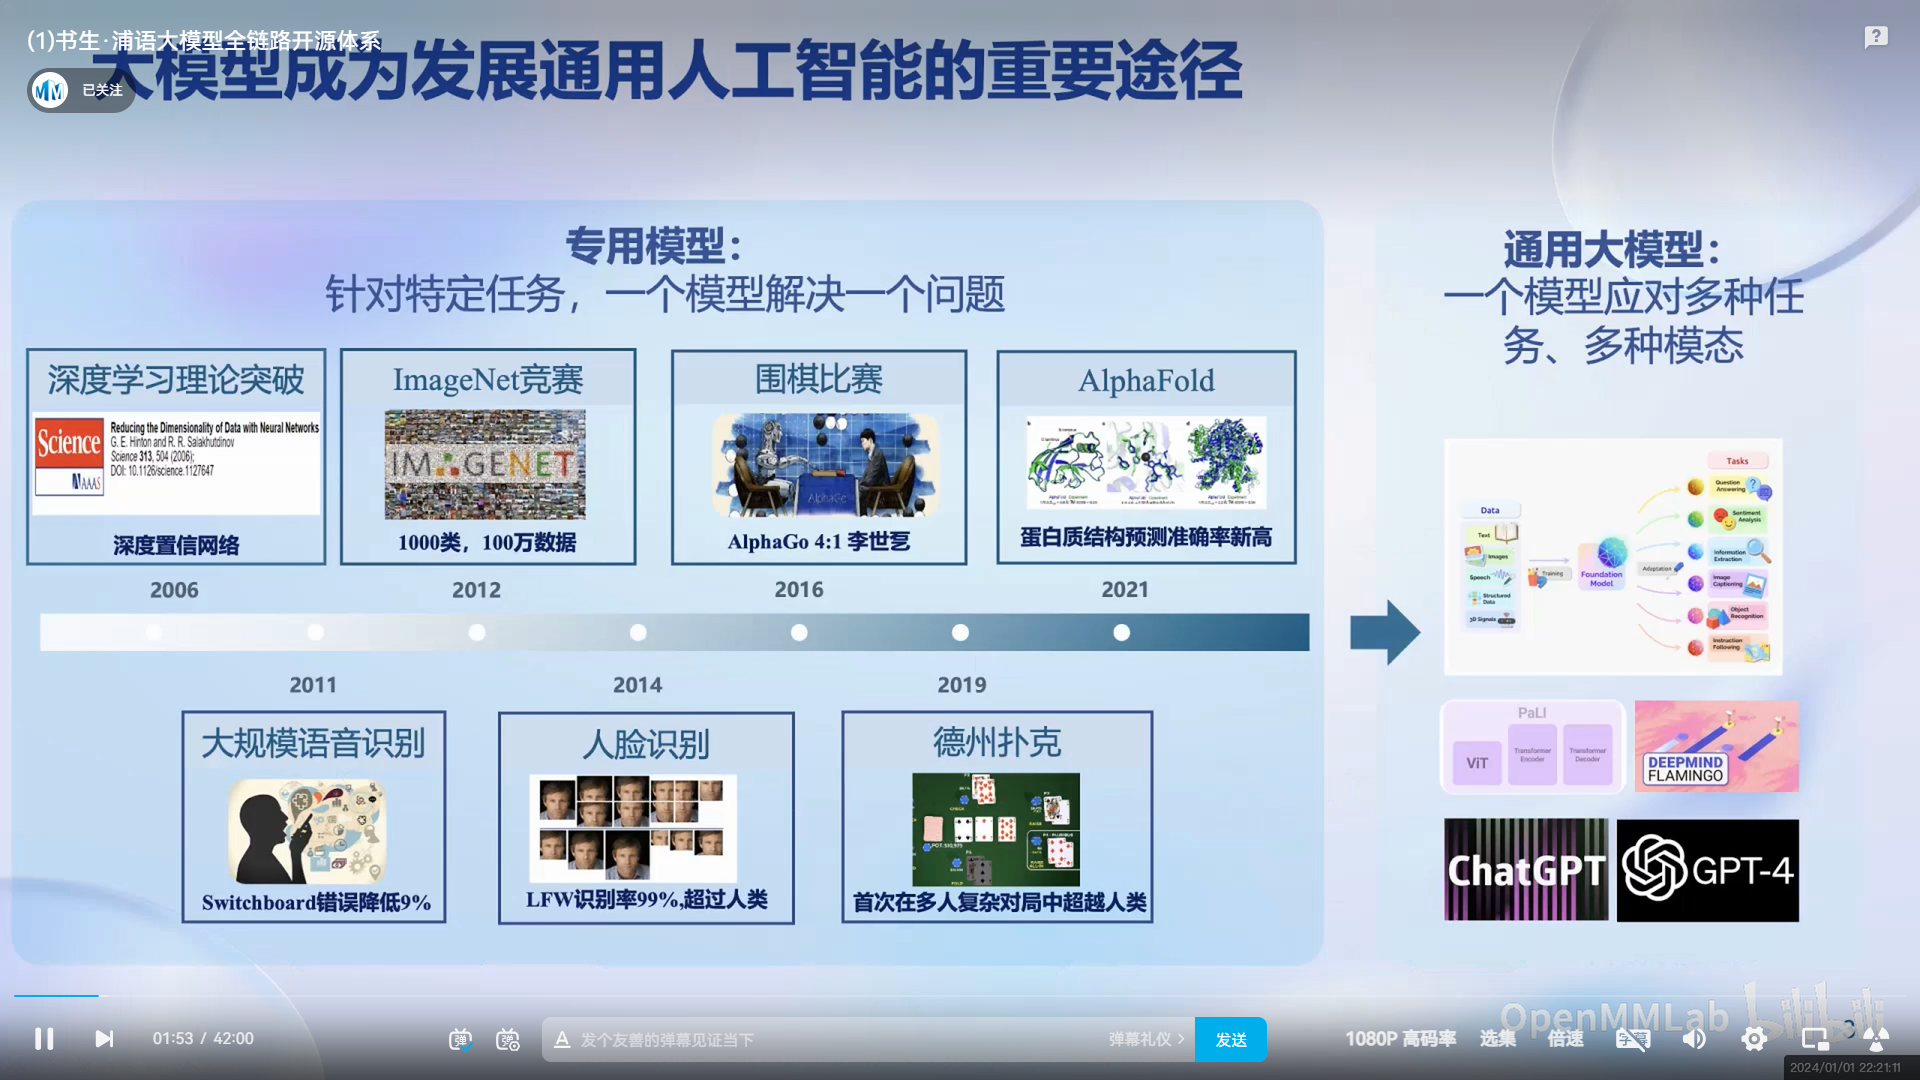 (1)书生·浦语大模型全链路开源体系
大模型成为发展通用人工智能的重要途径
已关注
专用模型：
针对特定任务，一个模型解决一个问题
通用大模型：
一个模型应对多种任
务、多种模态
深度学习理论突破
Science
AAAS
Reducing the Dimensionality of Data with Neural Networks
G. E. Hinton and R. R. Salakhutdinov
Science 313, 504 (2006);
DOI: 10.1126/science.1127647
深度置信网络
ImageNet竞赛
IMAGENET
1000类，100万数据
围棋比赛
AlphaGo
AlphaGo 4:1 李世乭
AlphaFold
蛋白质结构预测准确率新高
2006
2012
2016
2021
2011
2014
2019
大规模语音识别
Switchboard错误降低9%
人脸识别
LFW识别率99%,超过人类
德州扑克
首次在多人复杂对局中超越人类
Data
Text
Images
Speech
Structured
Data
3D Signals
Training
Foundation
Model
Adaptation
Tasks
Question
Answering
Sentiment
Analysis
Information
Extraction
Image
Captioning
Object
Recognition
Instruction
Following
PaLI
ViT
Transformer
Encoder
Transformer
Decoder
DEEPMIND
FLAMINGO
ChatGPT
GPT-4
OpenMMLab
bilibili
01:53 / 42:00
弹
弹
A
发个友善的弹幕见证当下
弹幕礼仪 >
发送
1080P 高码率
选集
倍速
字幕
2024/01/01 22:21:11